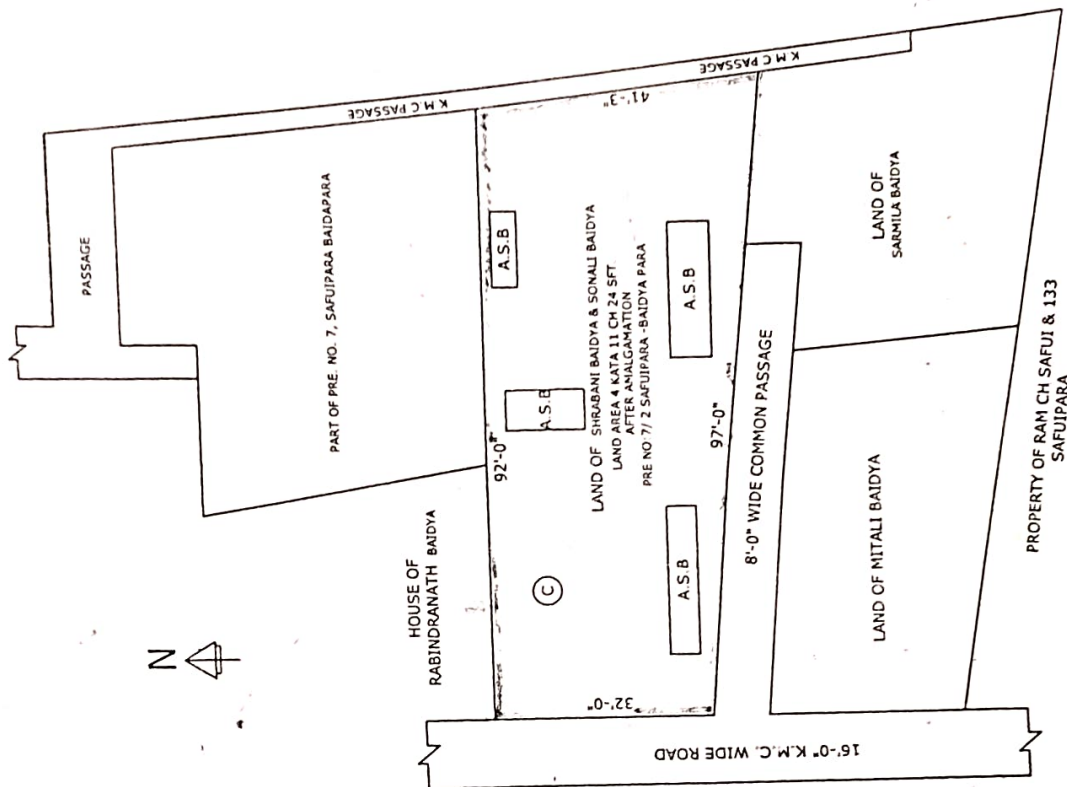 K M C PASSAGE
K M C PASSAGE
PASSAGE
PART OF PRE. NO. 7, SAFUIPARA BAIDAPARA
41'-3"
A.S.B
LAND OF
SARMILA BAIDYA
92'-0"
A.S.B
LAND OF SHRABANI BAIDYA & SONALI BAIDYA
LAND AREA 4 KATA 11 CH 24 SFT.
AFTER AMALGAMATION
PRE NO:7/ 2 SAFUIPARA -BAIDYA PARA
A.S.B
97'-0"
8'-0" WIDE COMMON PASSAGE
HOUSE OF
RABINDRANATH BAIDYA
C
A.S.B
LAND OF MITALI BAIDYA
PROPERTY OF RAM CH SAFUI & 133
SAFUIPARA
N
32'-0"
16'-0" K.M.C. WIDE ROAD